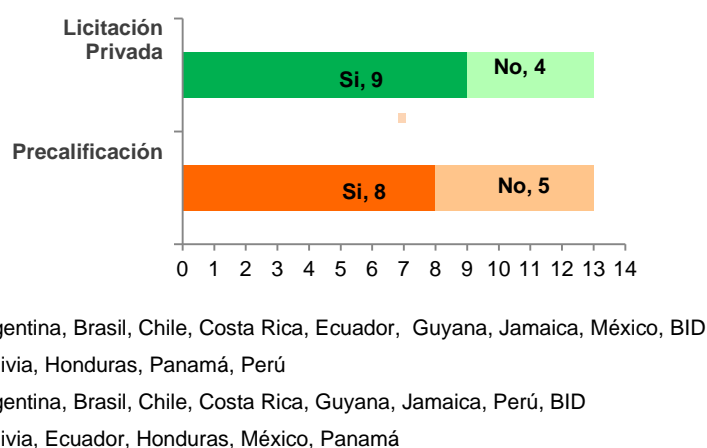 Licitación
Privada
Si, 9
No, 4
Precalificación
Si, 8
No, 5
0 1 2 3 4 5 6 7 8 9 10 11 12 13 14
gentina, Brasil, Chile, Costa Rica, Ecuador, Guyana, Jamaica, México, BID
ivia, Honduras, Panamá, Perú
gentina, Brasil, Chile, Costa Rica, Guyana, Jamaica, Perú, BID
ivia, Ecuador, Honduras, México, Panamá